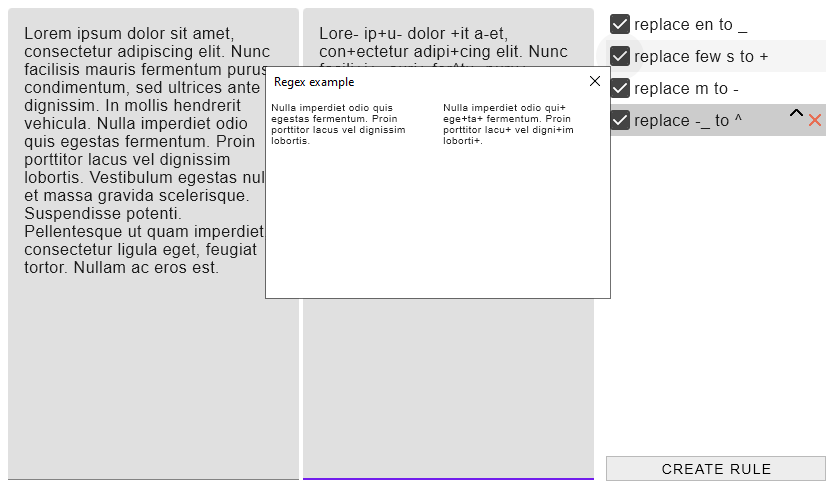 Lorem ipsum dolor sit amet,
consectetur adipiscing elit. Nunc
facilisis mauris fermentum purus
condimentum, sed ultrices ante
dignissim. In mollis hendrerit
vehicula. Nulla imperdiet odio
quis egestas fermentum. Proin
porttitor lacus vel dignissim
lobortis. Vestibulum egestas nul
et massa gravida scelerisque.
Suspendisse potenti.
Pellentesque ut quam imperdiet
consectetur ligula eget, feugiat
tortor. Nullam ac eros est.
Lore- ip+u- dolor +it a-et,
con+ectetur adipi+cing elit. Nunc
Regex example
Nulla imperdiet odio quis
egestas fermentum. Proin
porttitor lacus vel dignissim
lobortis.
Nulla imperdiet odio qui+
ege+ta+ fermentum. Proin
porttitor lacu+ vel digni+im
loborti+.
replace en to _
replace few s to +
replace m to -
replace -_ to ^
CREATE RULE